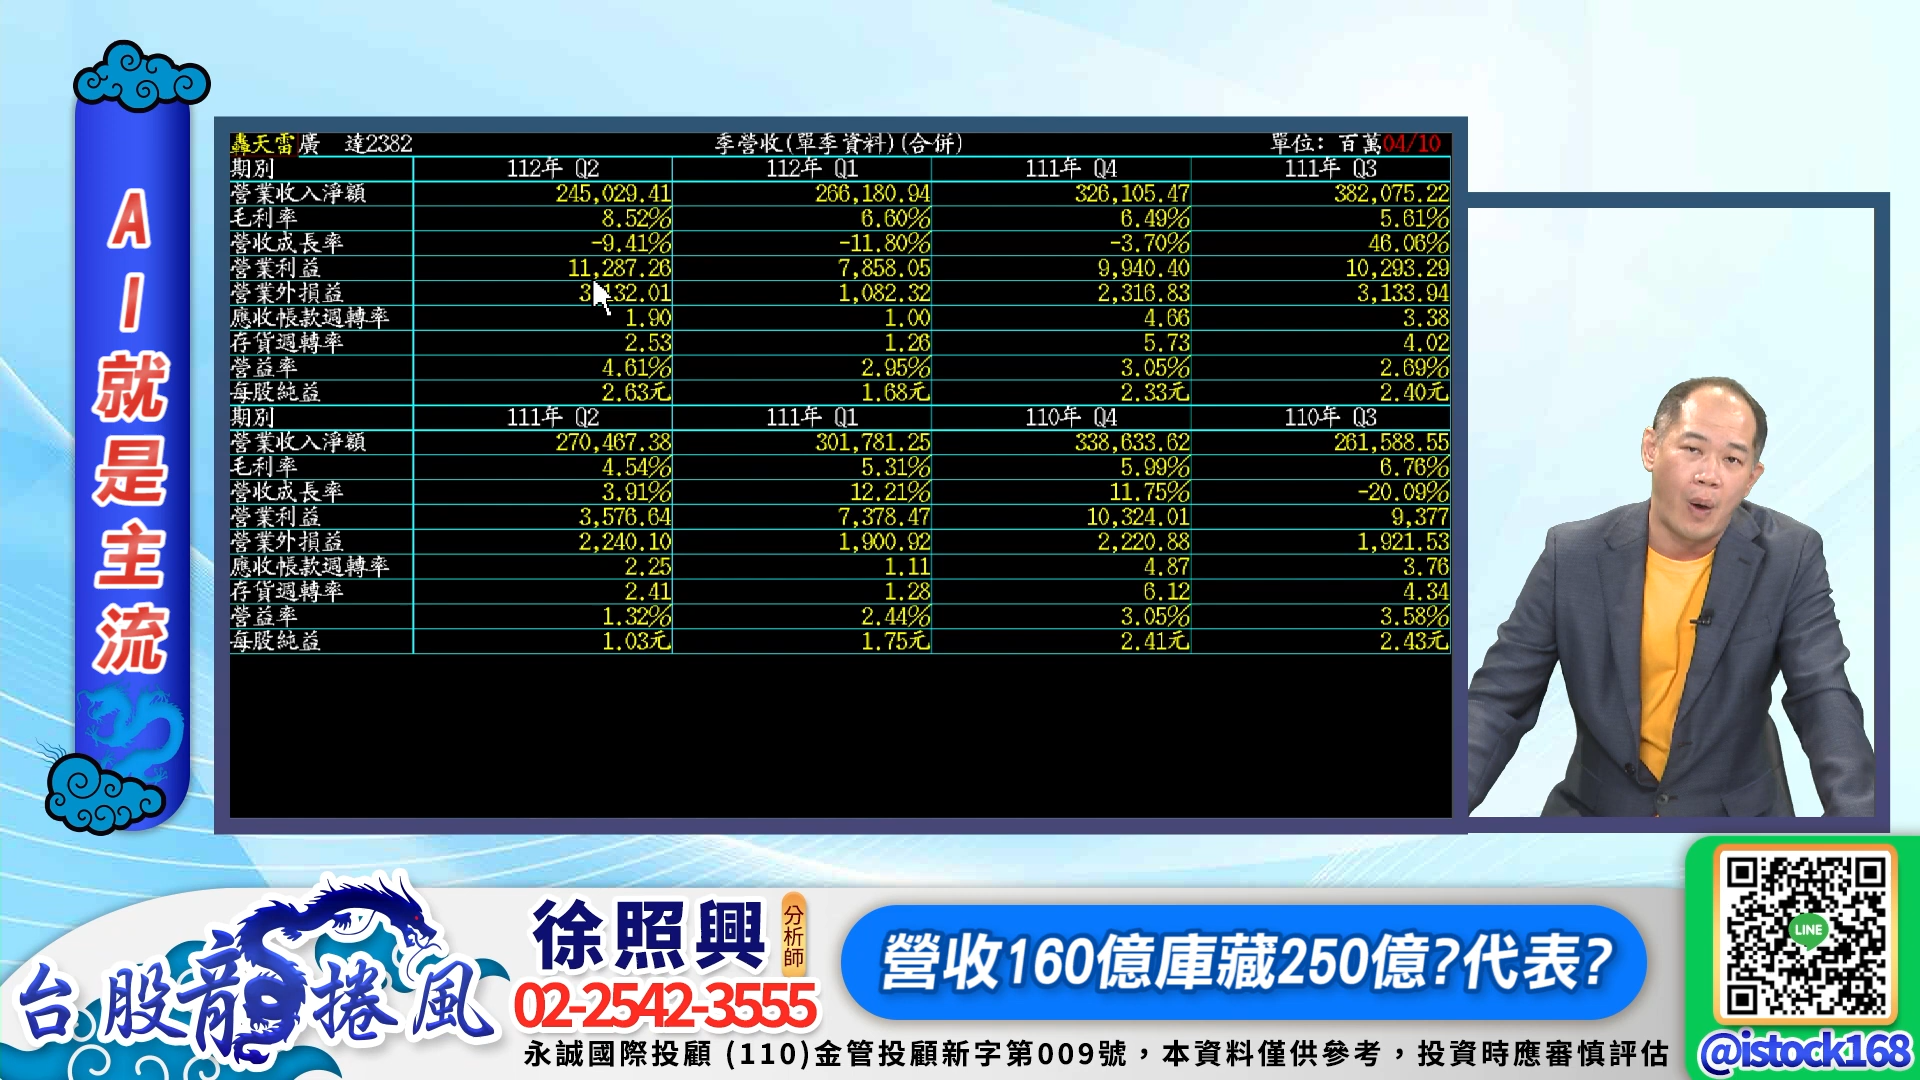 AI就是主流
轟天雷廣 達2382 季營收(單季資料)(合併) 單位: 百萬04/10
期別 112年 Q2 112年 Q1 111年 Q4 111年 Q3
營業收入淨額 245,029.41 266,180.94 326,105.47 382,075.22
毛利率 8.52% 6.60% 6.49% 5.61%
營收成長率 -9.41% -11.80% -3.70% 46.06%
營業利益 11,287.26 7,858.05 9,940.40 10,293.29
營業外損益 3,132.01 1,082.32 2,316.83 3,133.94
應收帳款週轉率 1.90 1.00 4.66 3.38
存貨週轉率 2.53 1.26 5.73 4.02
營益率 4.61% 2.95% 3.05% 2.69%
每股純益 2.63元 1.68元 2.33元 2.40元
期別 111年 Q2 111年 Q1 110年 Q4 110年 Q3
營業收入淨額 270,467.38 301,781.25 338,633.62 261,588.55
毛利率 4.54% 5.31% 5.99% 6.76%
營收成長率 3.91% 12.21% 11.75% -20.09%
營業利益 3,576.64 7,378.47 10,324.01 9,377
營業外損益 2,240.10 1,900.92 2,220.88 1,921.53
應收帳款週轉率 2.25 1.11 4.87 3.76
存貨週轉率 2.41 1.28 6.12 4.34
營益率 1.32% 2.44% 3.05% 3.58%
每股純益 1.03元 1.75元 2.41元 2.43元
台股龍捲風
徐照興 分析師
02-2542-3555
營收160億庫藏250億?代表?
永誠國際投顧 (110)金管投顧新字第009號，本資料僅供參考，投資時應審慎評估
LINE
@istock168